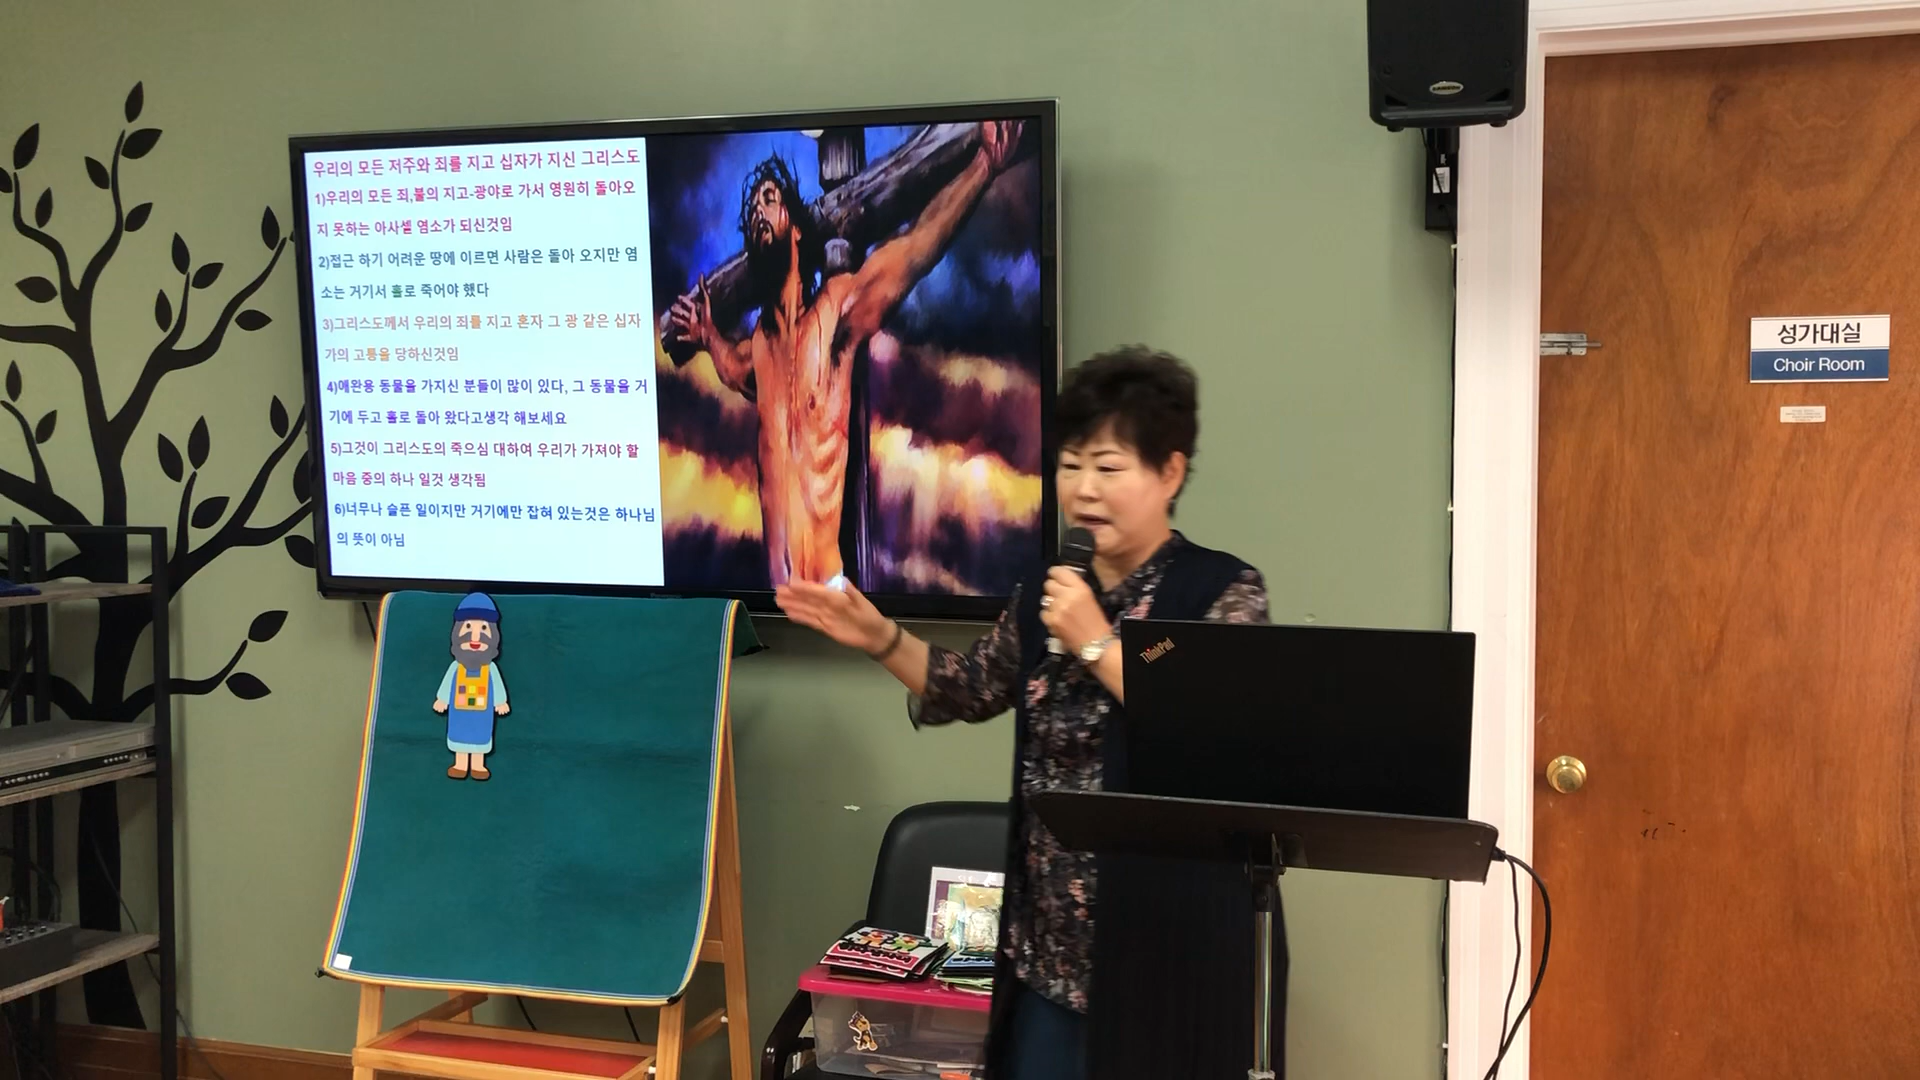 우리의 모든 저주와 죄를 지고 십자가 지신 그리스도
1)우리의 모든 죄,불의 지고-광야로 가서 영원히 돌아오
지 못하는 아사셀 염소가 되신것임
2)접근 하기 어려운 땅에 이르면 사람은 돌아 오지만 염
소는 거기서 홀로 죽어야 했다
3)그리스도께서 우리의 죄를 지고 혼자 그 광 같은 십자
가의 고통을 당하신것임
4)애완용 동물을 가지신 분들이 많이 있다, 그 동물을 거
기에 두고 홀로 돌아 왔다고생각 해보세요
5)그것이 그리스도의 죽으심 대하여 우리가 가져야 할
마음 중의 하나 일것 생각됨
6)너무나 슬픈 일이지만 거기에만 잡혀 있는것은 하나님
의 뜻이 아님
성가대실
Choir Room
ThinkPad